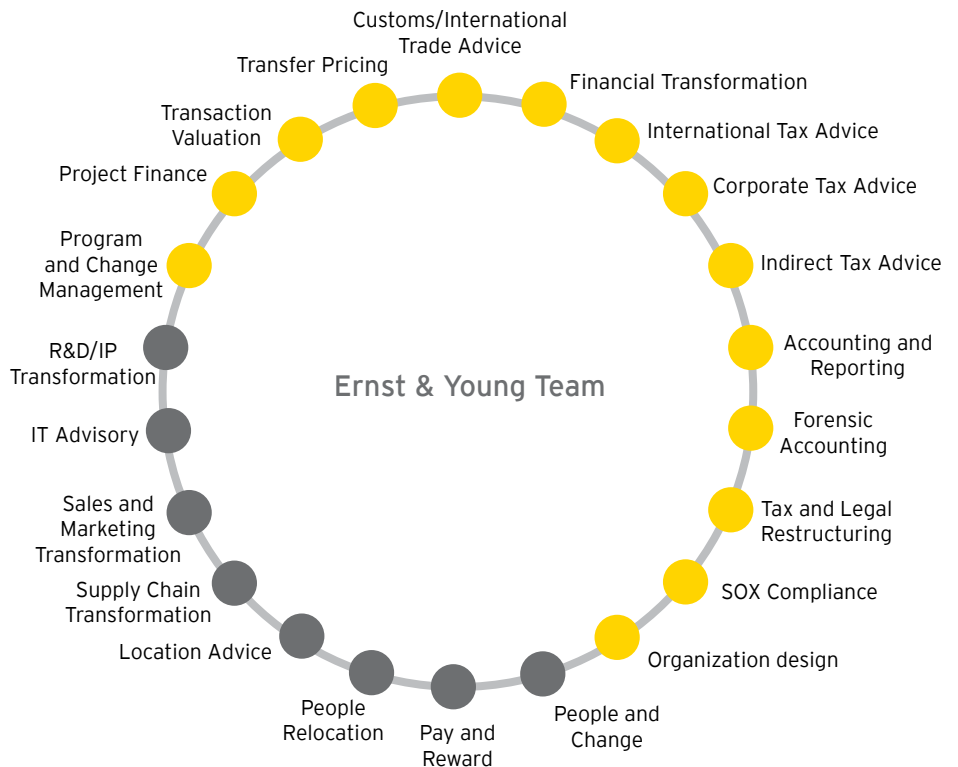 Customs/International
Trade Advice
Financial Transformation
International Tax Advice
Corporate Tax Advice
Indirect Tax Advice
Accounting and
Reporting
Forensic
Accounting
Tax and Legal
Restructuring
SOX Compliance
Organization design
People and
Change
Pay and
Reward
People
Relocation
Location Advice
Supply Chain
Transformation
Sales and
Marketing
Transformation
IT Advisory
R&D/IP
Transformation
Program
and Change
Management
Project Finance
Transaction
Valuation
Transfer Pricing
Ernst & Young Team